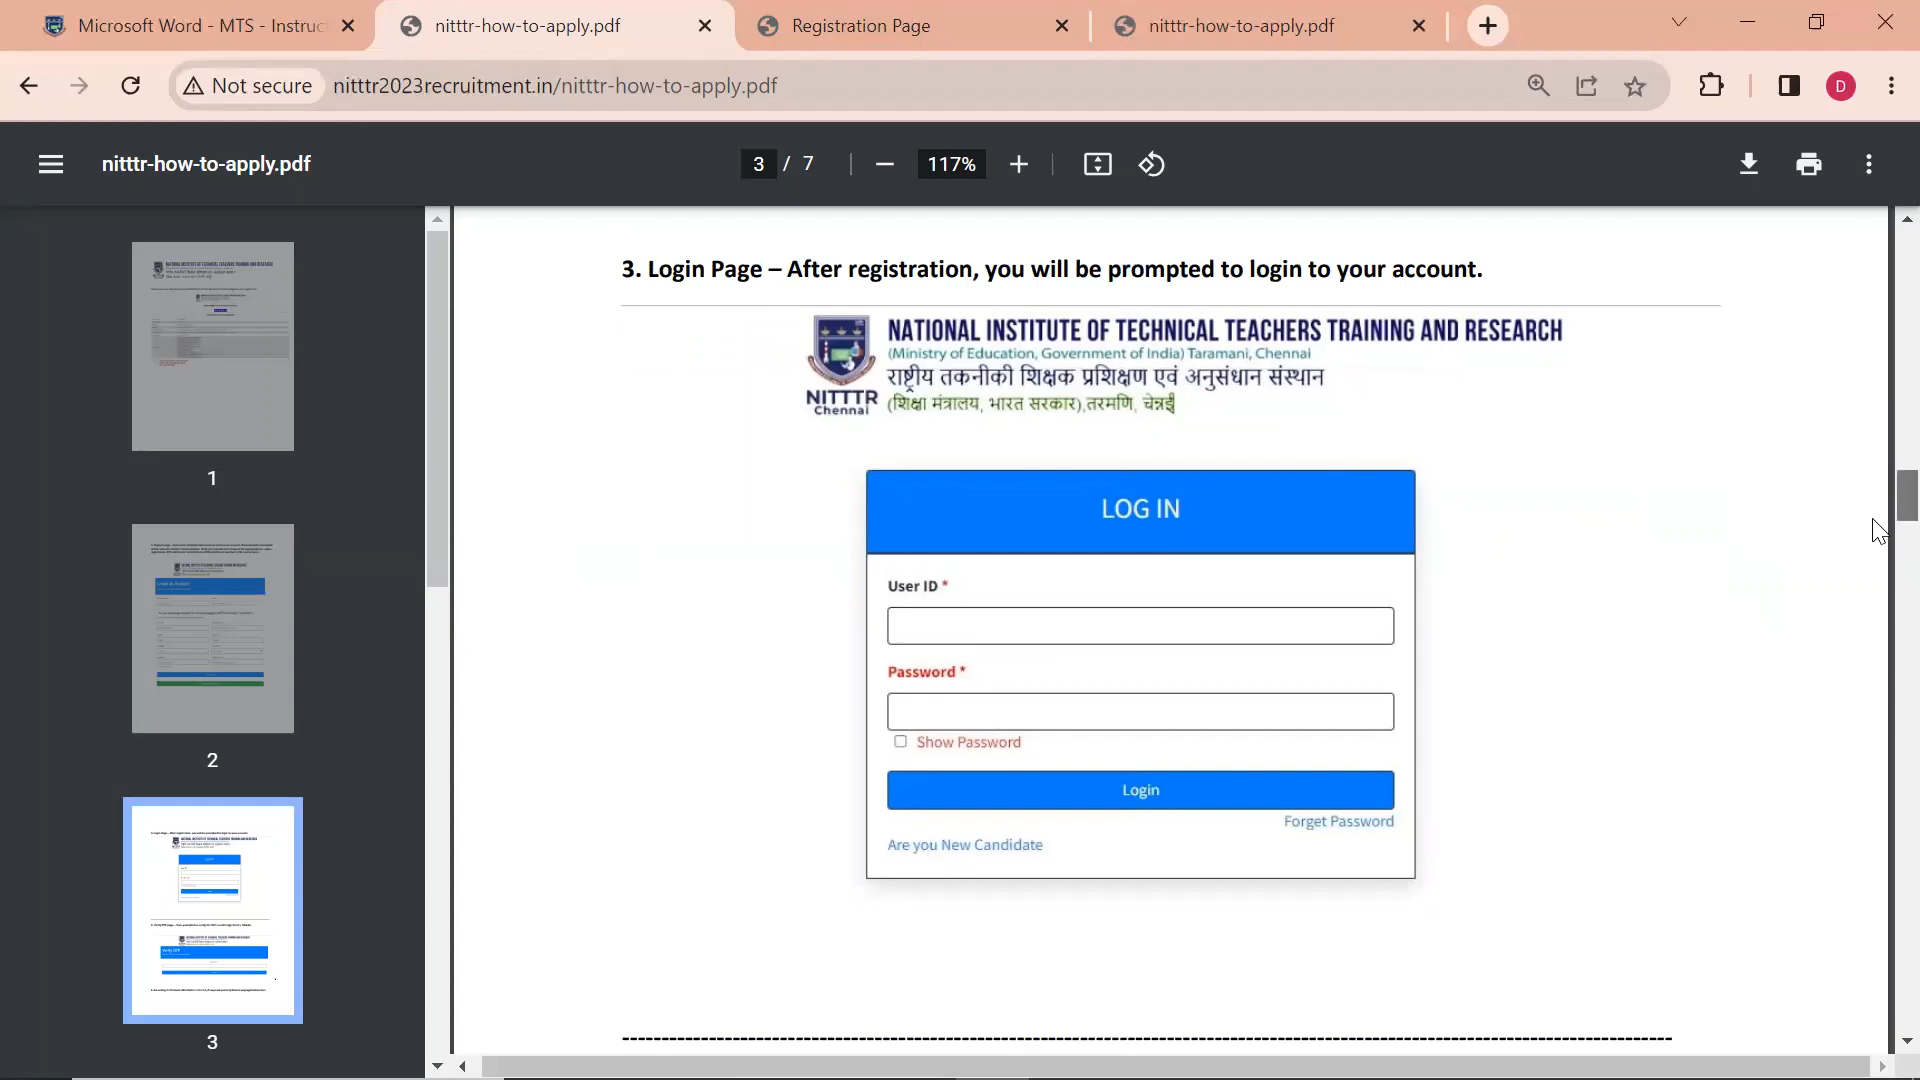 Microsoft Word - MTS - Instruc
nitttr-how-to-apply.pdf
Registration Page
nitttr-how-to-apply.pdf
Not secure
nitttr2023recruitment.in/nitttr-how-to-apply.pdf
D
nitttr-how-to-apply.pdf
3 / 7
117%
1
2
3
3. Login Page – After registration, you will be prompted to login to your account.
NATIONAL INSTITUTE OF TECHNICAL TEACHERS TRAINING AND RESEARCH
(Ministry of Education, Government of India) Taramani, Chennai
राष्ट्रीय तकनीकी शिक्षक प्रशिक्षण एवं अनुसंधान संस्थान
(शिक्षा मंत्रालय, भारत सरकार),तरमणि, चेन्नई
NITTTR
Chennai
LOG IN
User ID *
Password *
Show Password
Login
Forget Password
Are you New Candidate